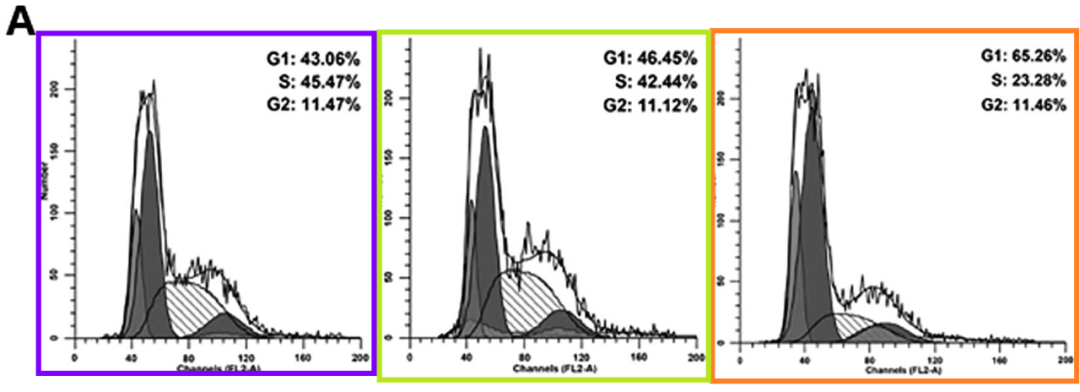 A
G1: 43.06%
S: 45.47%
G2: 11.47%
Number
200
150
100
50
0
0 40 80 120 160 200
Channels (FL2-A)
G1: 46.45%
S: 42.44%
G2: 11.12%
200
150
100
50
0
0 40 80 120 160 200
Channels (FL2-A)
G1: 65.26%
S: 23.28%
G2: 11.46%
200
150
100
50
0
0 40 80 120 160 200
Channels (FL2-A)